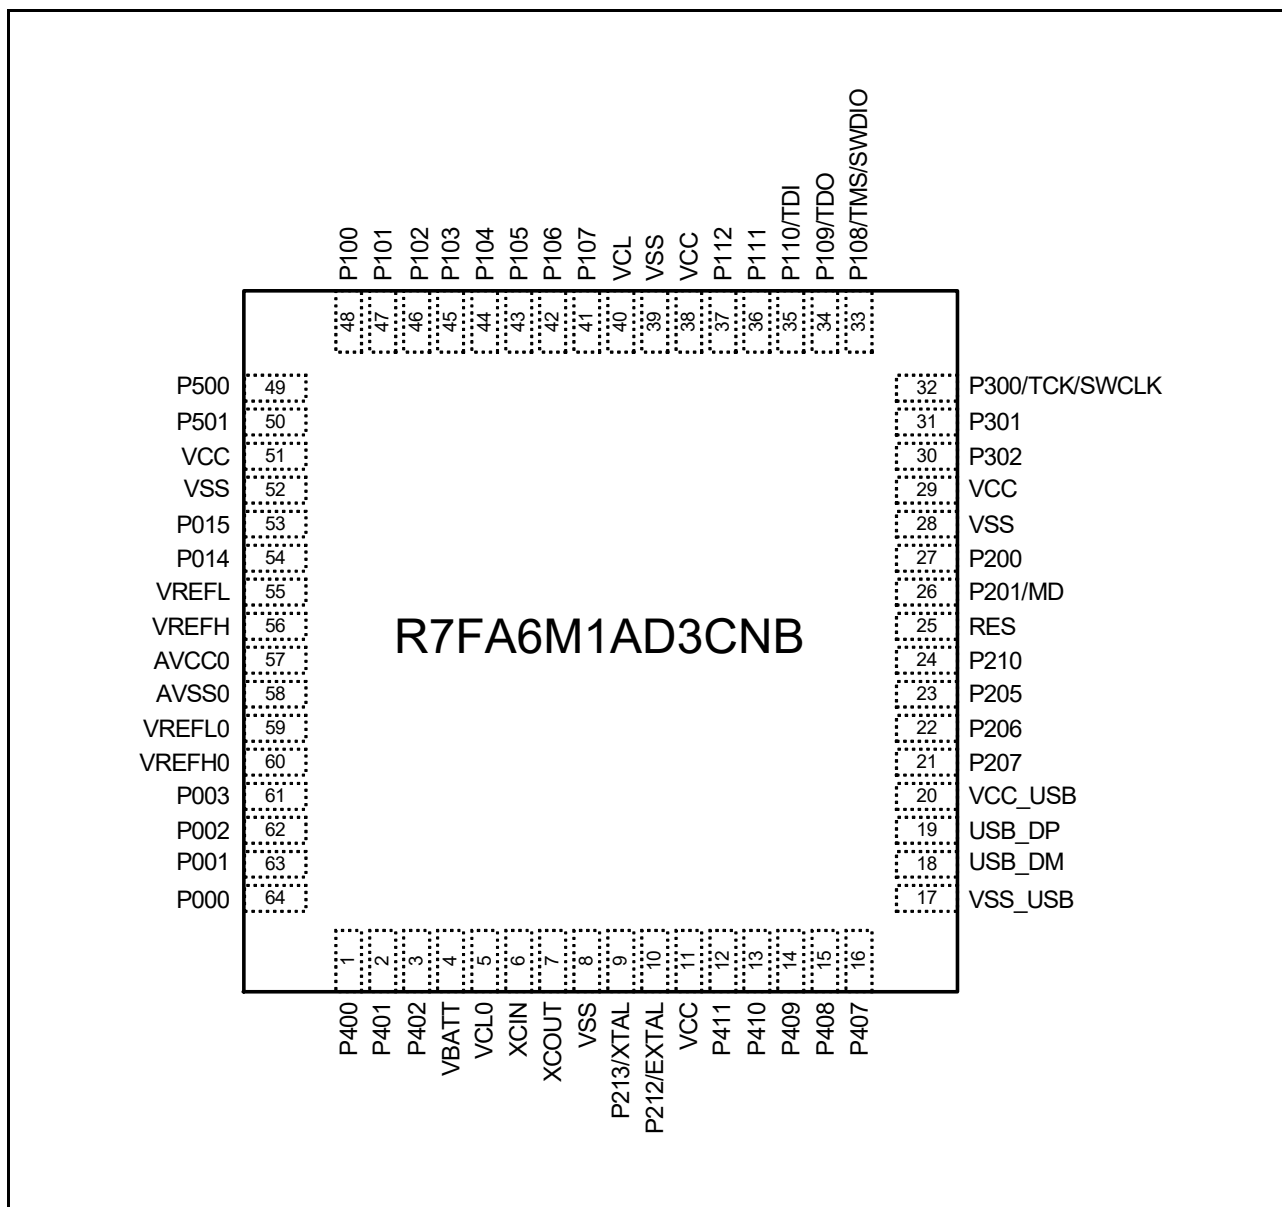 P100
P101
P102
P103
P104
P105
P106
P107
VCL
VSS
VCC
P112
P111
P110/TDI
P109/TDO
P108/TMS/SWDIO
48
47
46
45
44
43
42
41
40
39
38
37
36
35
34
33
P500 49
P501 50
VCC 51
VSS 52
P015 53
P014 54
VREFL 55
VREFH 56
AVCC0 57
AVSS0 58
VREFL0 59
VREFH0 60
P003 61
P002 62
P001 63
P000 64
R7FA6M1AD3CNB
32 P300/TCK/SWCLK
31 P301
30 P302
29 VCC
28 VSS
27 P200
26 P201/MD
25 RES
24 P210
23 P205
22 P206
21 P207
20 VCC_USB
19 USB_DP
18 USB_DM
17 VSS_USB
1
2
3
4
5
6
7
8
9
10
11
12
13
14
15
16
P400
P401
P402
VBATT
VCL0
XCIN
XCOUT
VSS
P213/XTAL
P212/EXTAL
VCC
P411
P410
P409
P408
P407